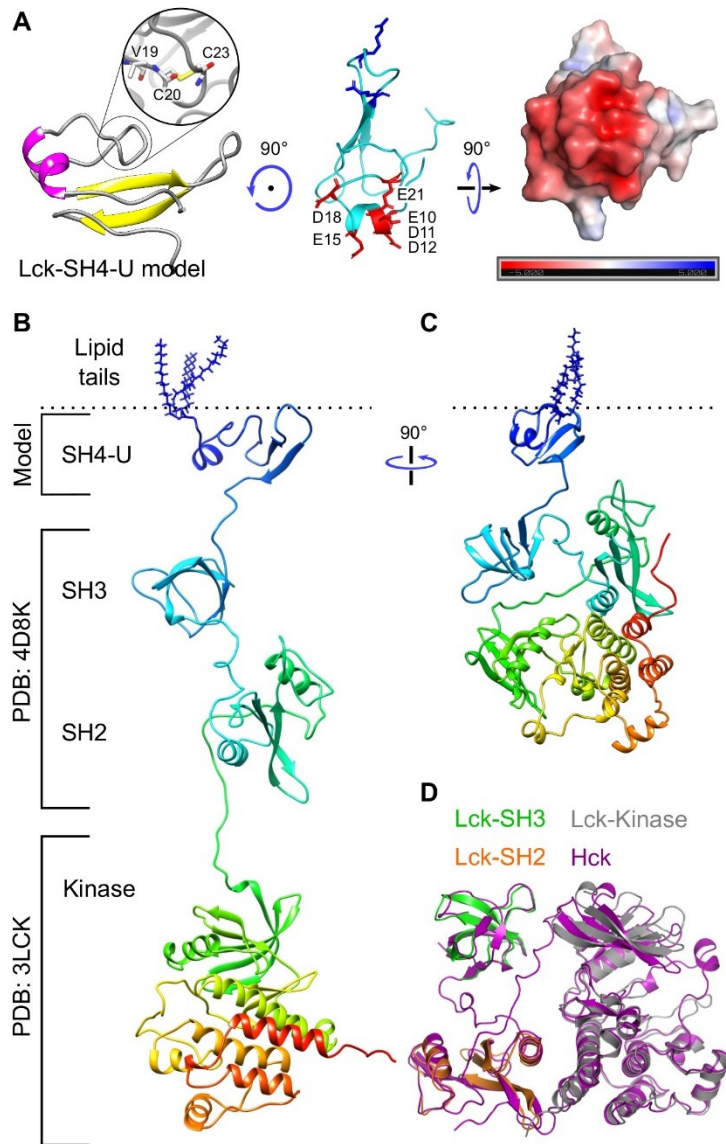 A
V19
C23
C20
90°
90°
E21
D18
E10
D11
E15
D12
Lck-SH4-U model
-5.000
5.000
B
C
Lipid
tails
Model
SH4-U
90°
PDB: 4D8K
SH3
SH2
D
Lck-SH3
Lck-Kinase
Lck-SH2
Hck
PDB: 3LCK
Kinase